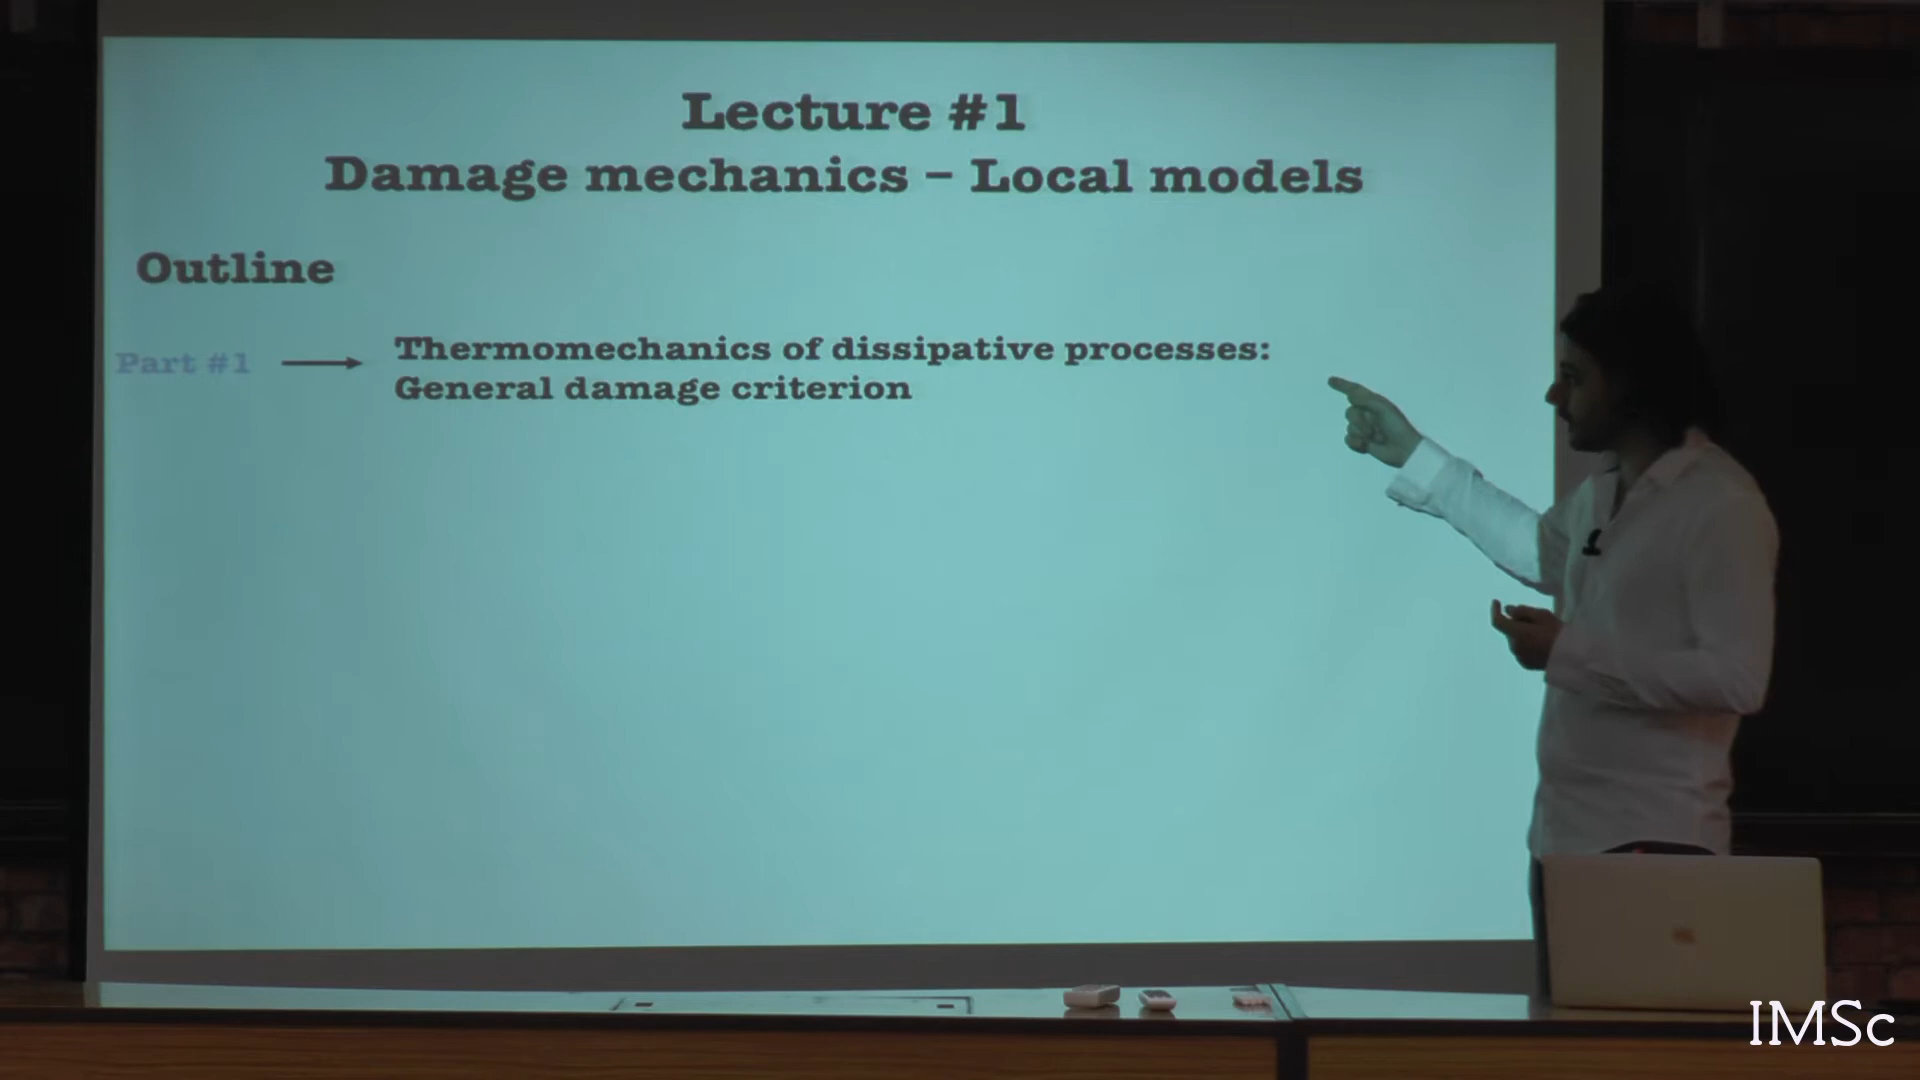 Lecture #1
Damage mechanics – Local models
Outline
Part #1
Thermomechanics of dissipative processes:
General damage criterion
IMSc